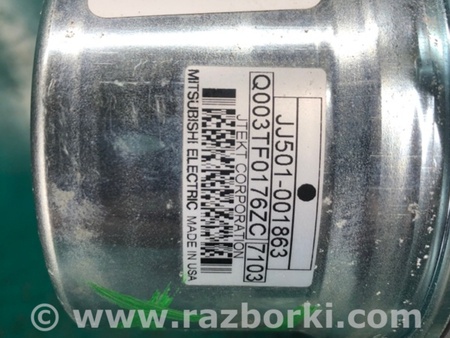 JJ501-001863
Q003TF0176ZC 7103
JTEKT CORPORATION
MITSUBISHI ELECTRIC MADE IN USA
www.razborki.com